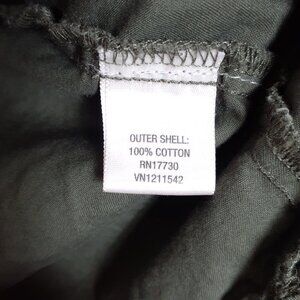 OUTER SHELL:
100% COTTON
RN17730
VN1211542